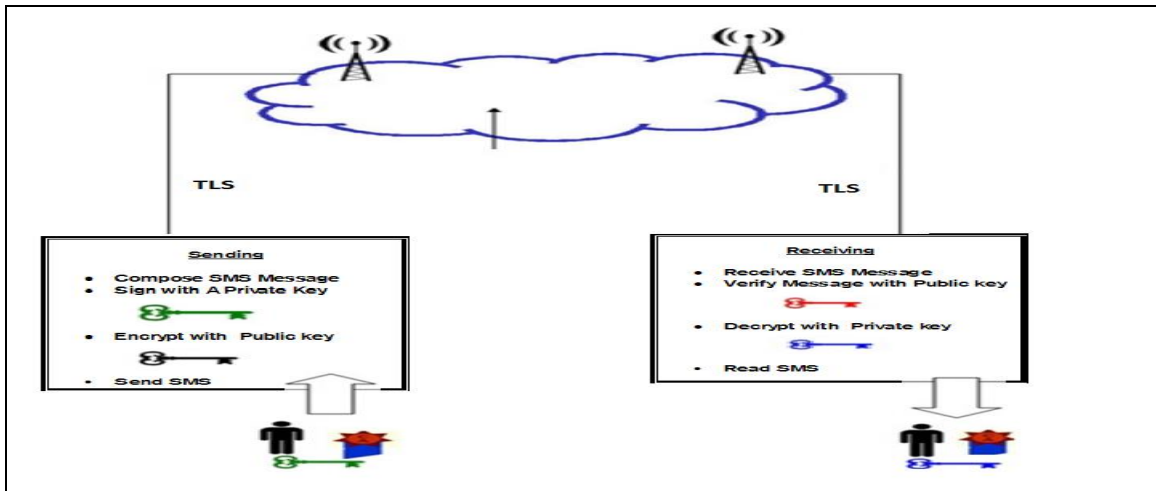 TLS
TLS
Sending
• Compose SMS Message
• Sign with A Private Key
• Encrypt with Public key
• Send SMS
Receiving
• Receive SMS Message
• Verify Message with Public key
• Decrypt with Private key
• Read SMS